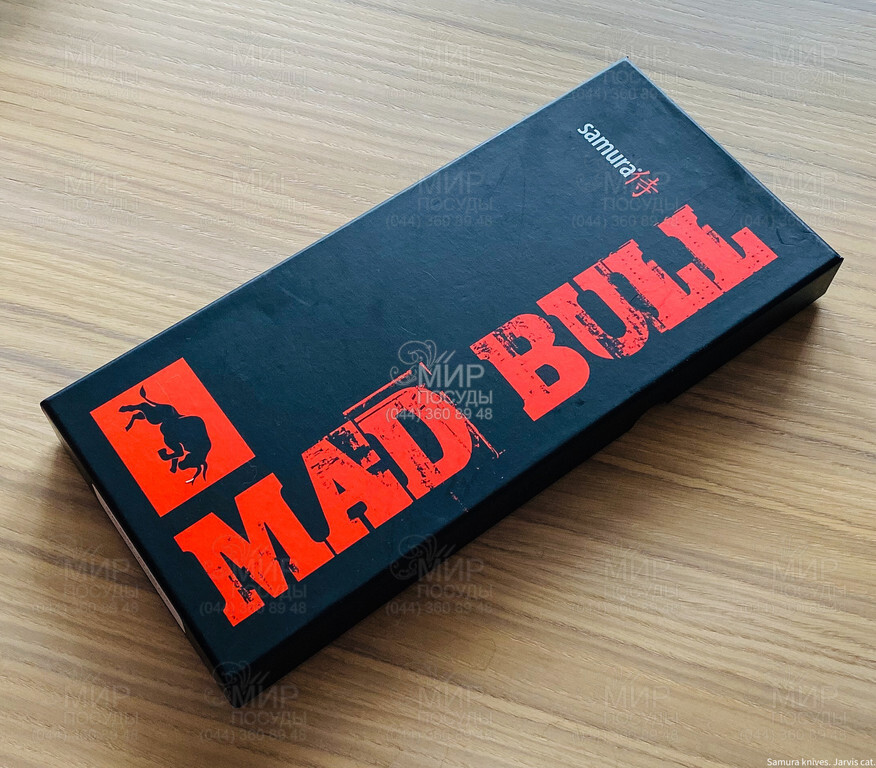 samura侍
MAD BULL
МИР
ПОСУДЫ
(044) 360 89 48
Samura knives. Jarvis cat.